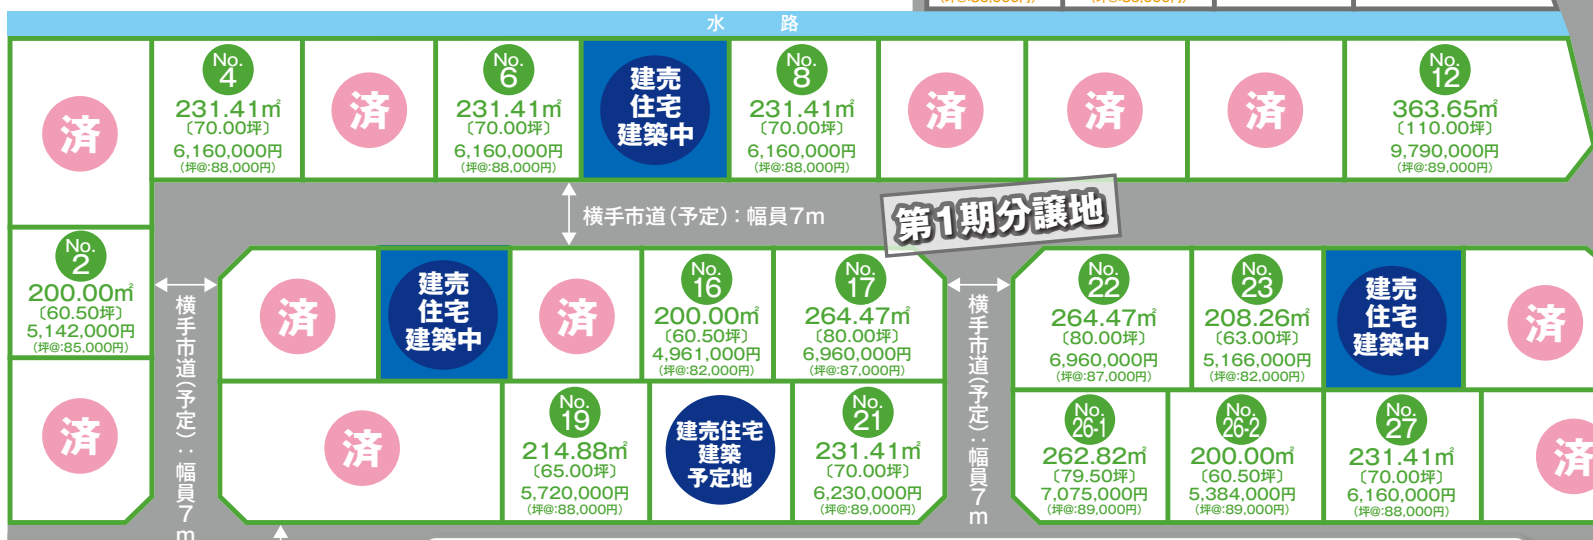 水 路
済
No.
4
231.41㎡
〔70.00坪〕
6,160,000円
(坪@:88,000円)
済
No.
6
231.41㎡
〔70.00坪〕
6,160,000円
(坪@:88,000円)
建売
住宅
建築中
No.
8
231.41㎡
〔70.00坪〕
6,160,000円
(坪@:88,000円)
済
済
済
No.
12
363.65㎡
〔110.00坪〕
9,790,000円
(坪@:89,000円)
横手市道(予定):幅員7m
第1期分譲地
No.
2
200.00㎡
〔60.50坪〕
5,142,000円
(坪@:85,000円)
済
横手市道(予定):幅員7m
済
建売
住宅
建築中
済
No.
16
200.00㎡
〔60.50坪〕
4,961,000円
(坪@:82,000円)
No.
17
264.47㎡
〔80.00坪〕
6,960,000円
(坪@:87,000円)
済
No.
19
214.88㎡
〔65.00坪〕
5,720,000円
(坪@:88,000円)
建売住宅
建築
予定地
No.
21
231.41㎡
〔70.00坪〕
6,230,000円
(坪@:89,000円)
横手市道(予定):幅員7m
No.
22
264.47㎡
〔80.00坪〕
6,960,000円
(坪@:87,000円)
No.
23
208.26㎡
〔63.00坪〕
5,166,000円
(坪@:82,000円)
建売
住宅
建築中
済
No.
26-1
262.82㎡
〔79.50坪〕
7,075,000円
(坪@:89,000円)
No.
26-2
200.00㎡
〔60.50坪〕
5,384,000円
(坪@:89,000円)
No.
27
231.41㎡
〔70.00坪〕
6,160,000円
(坪@:88,000円)
済